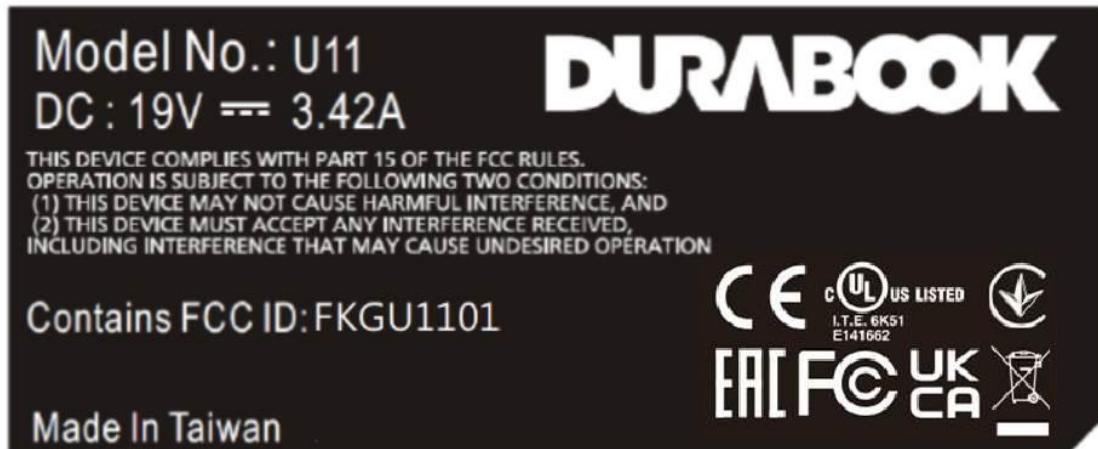 Model No.: U11
DURABOOK
DC : 19V ⎓ 3.42A
THIS DEVICE COMPLIES WITH PART 15 OF THE FCC RULES.
OPERATION IS SUBJECT TO THE FOLLOWING TWO CONDITIONS:
(1) THIS DEVICE MAY NOT CAUSE HARMFUL INTERFERENCE, AND
(2) THIS DEVICE MUST ACCEPT ANY INTERFERENCE RECEIVED,
INCLUDING INTERFERENCE THAT MAY CAUSE UNDESIRED OPERATION
Contains FCC ID: FKGU1101
CE C UL US LISTED
I.T.E. 6K51
E141662
EAC FC UK
CA
Made In Taiwan